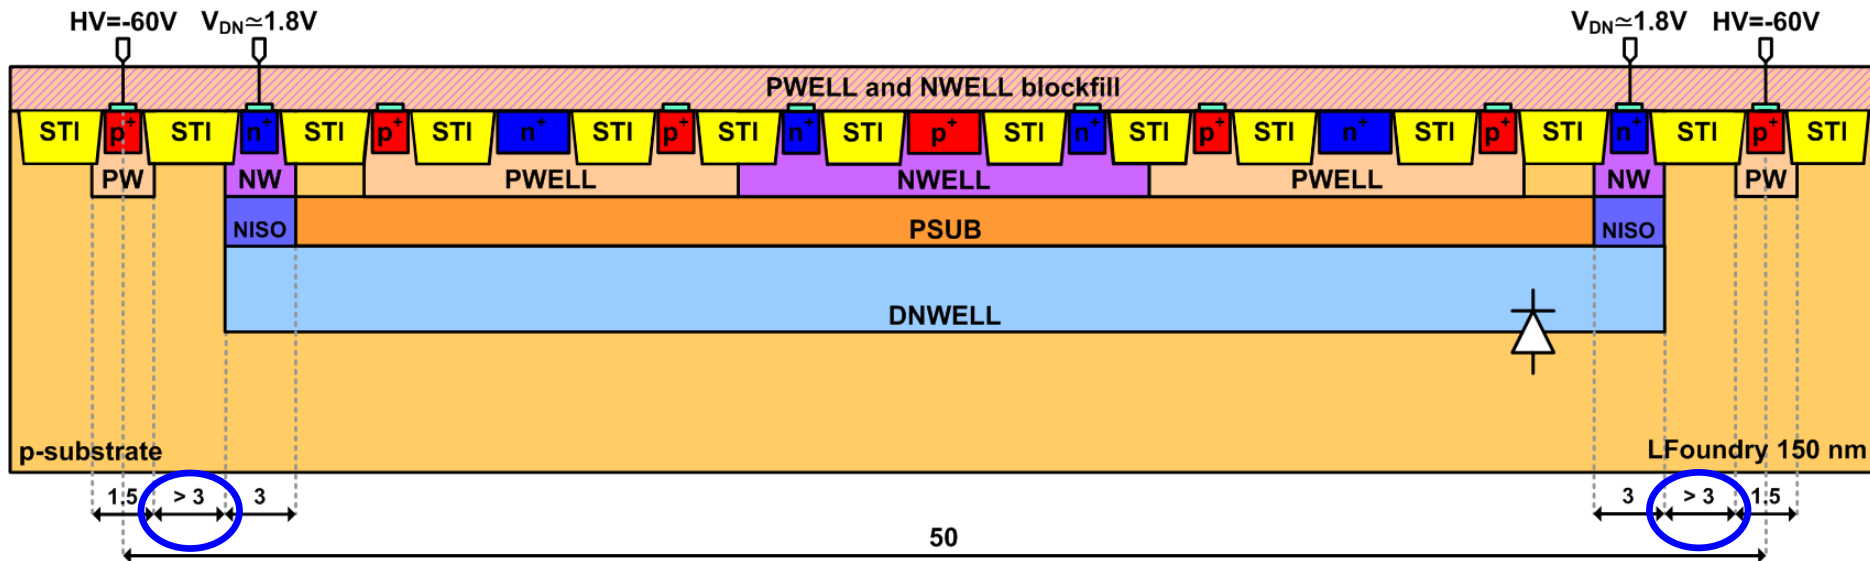 HV=-60V VDN≃1.8V VDN≃1.8V HV=-60V
PWELL and NWELL blockfill
STI p+ STI n+ STI p+ STI n+ STI p+ STI n+ STI p+ STI n+ STI p+ STI n+ STI p+ STI n+ STI p+ STI
PW NW PWELL NWELL PWELL NW PW
NISO PSUB NISO
DNWELL
p-substrate LFoundry 150 nm
1.5 > 3 3 3 > 3 1.5
50